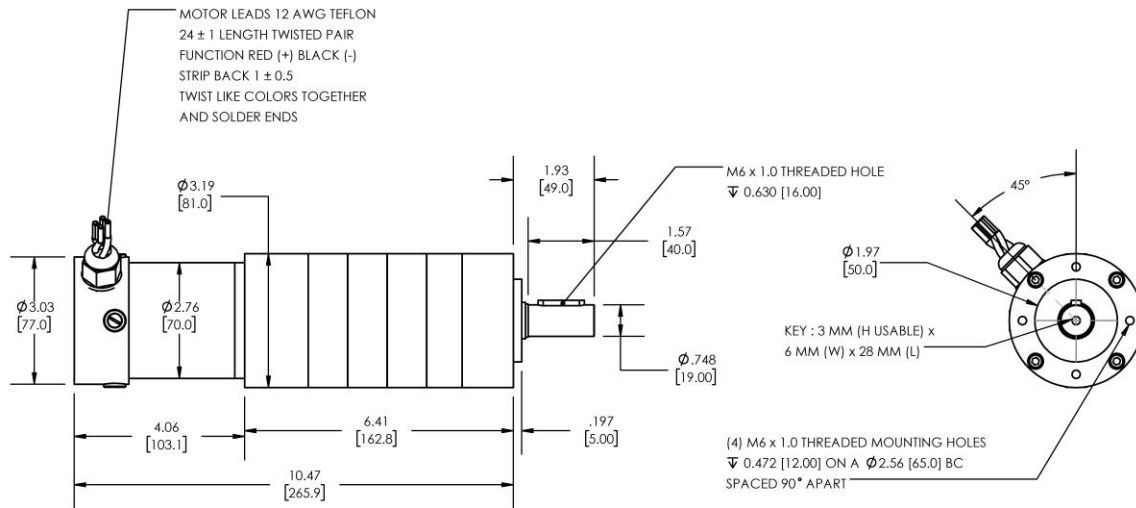 MOTOR LEADS 12 AWG TEFLON
24 ± 1 LENGTH TWISTED PAIR
FUNCTION RED (+) BLACK (-)
STRIP BACK 1 ± 0.5
TWIST LIKE COLORS TOGETHER
AND SOLDER ENDS
Ø3.19
[81.0]
1.93
[49.0]
M6 x 1.0 THREADED HOLE
↧ 0.630 [16.00]
1.57
[40.0]
45°
Ø1.97
[50.0]
Ø3.03
[77.0]
Ø2.76
[70.0]
KEY : 3 MM (H USABLE) x
6 MM (W) x 28 MM (L)
Ø.748
[19.00]
4.06
[103.1]
6.41
[162.8]
.197
[5.00]
10.47
[265.9]
(4) M6 x 1.0 THREADED MOUNTING HOLES
↧ 0.472 [12.00] ON A Ø2.56 [65.0] BC
SPACED 90° APART